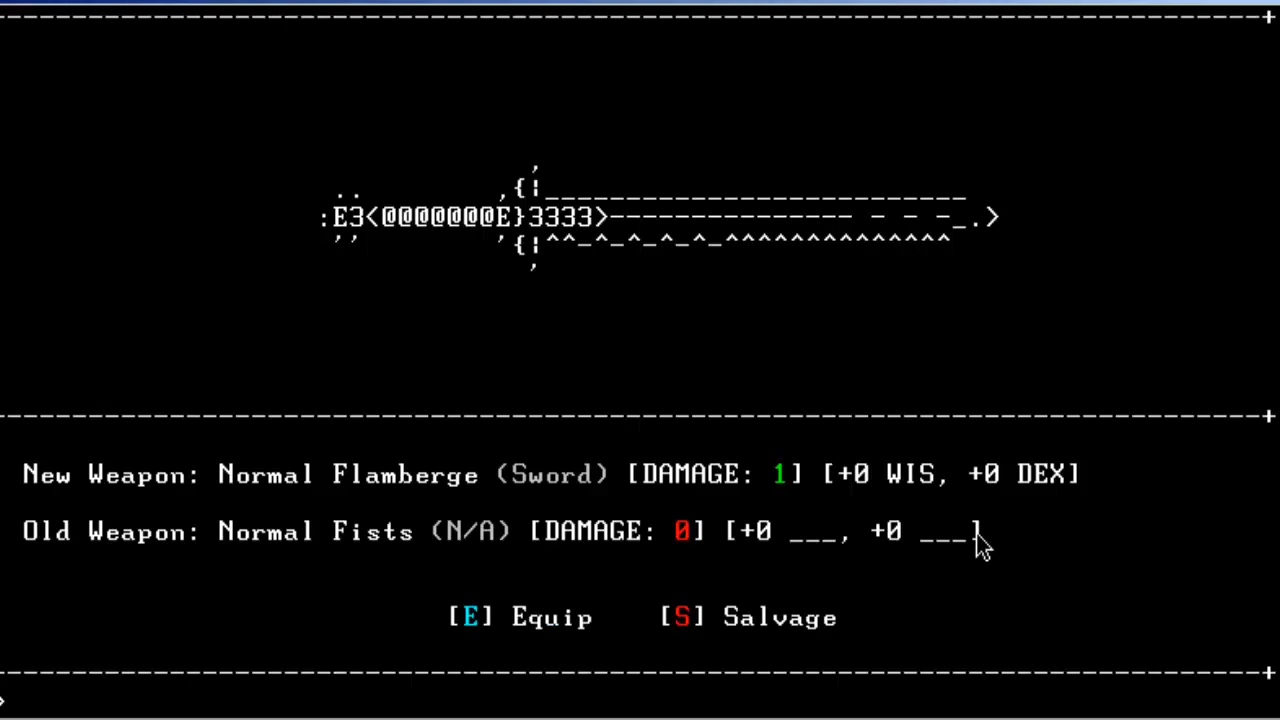 New Weapon: Normal Flamberge (Sword) [DAMAGE: 1] [+0 WIS, +0 DEX]
Old Weapon: Normal Fists (N/A) [DAMAGE: 0] [+0 ___, +0 ___]
[E] Equip [S] Salvage